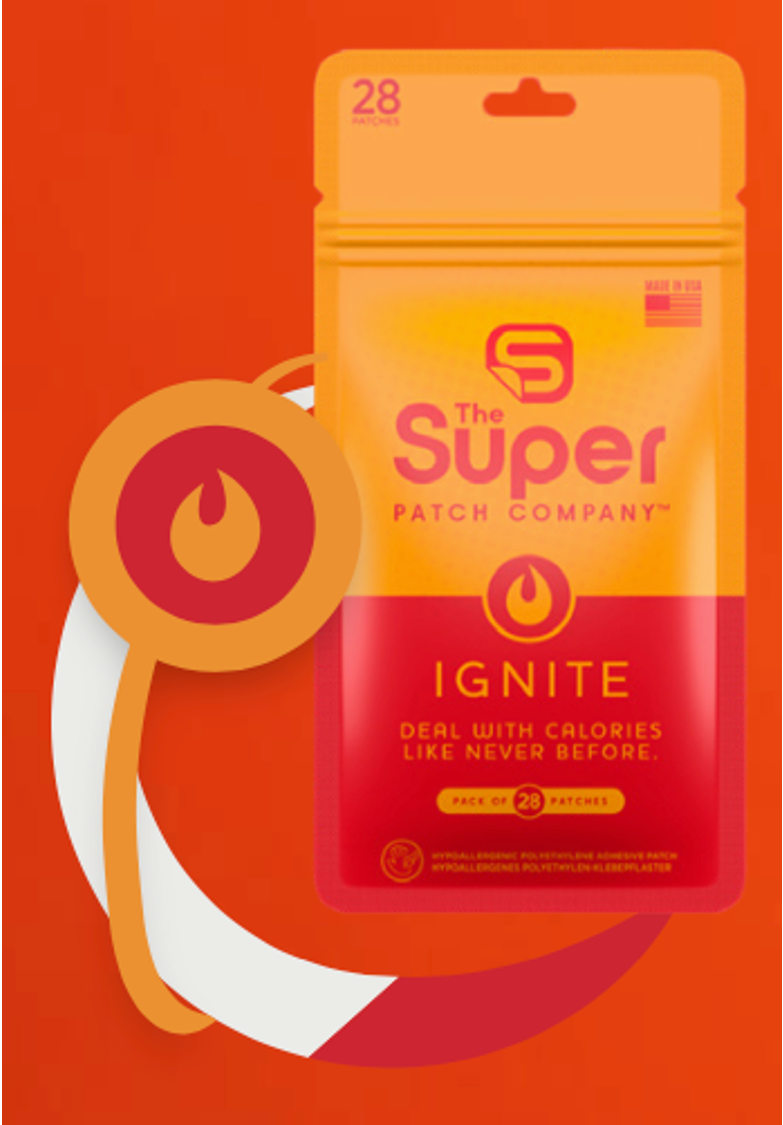 28
PATCHES
MADE IN USA
The
Super
PATCH COMPANY™
IGNITE
DEAL WITH CALORIES
LIKE NEVER BEFORE.
PACK OF 28 PATCHES
HYPOALLERGENIC POLYETHYLENE ADHESIVE PATCH
HYPOALLERGENES POLYETHYLEN-KLEBEPFLASTER